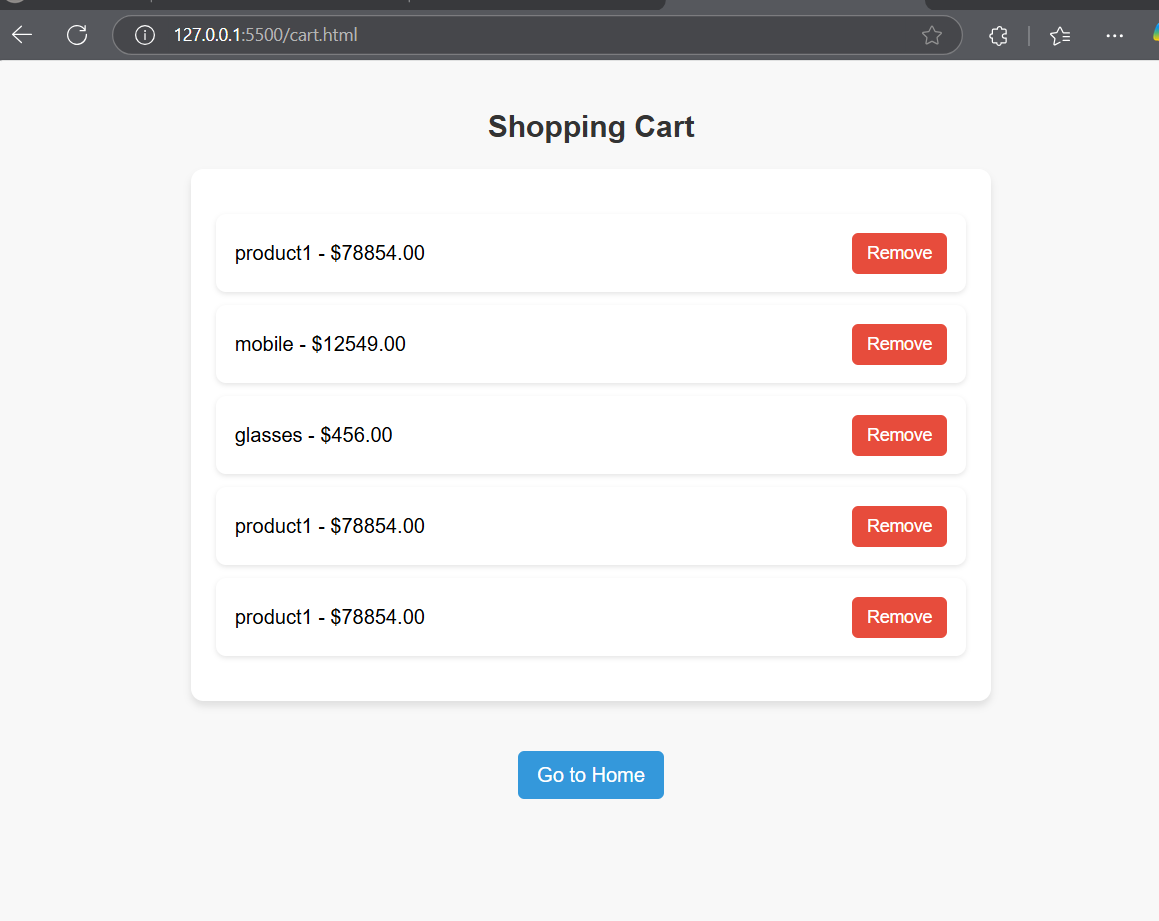 127.0.0.1:5500/cart.html
Shopping Cart
product1 - $78854.00 Remove
mobile - $12549.00 Remove
glasses - $456.00 Remove
product1 - $78854.00 Remove
product1 - $78854.00 Remove
Go to Home